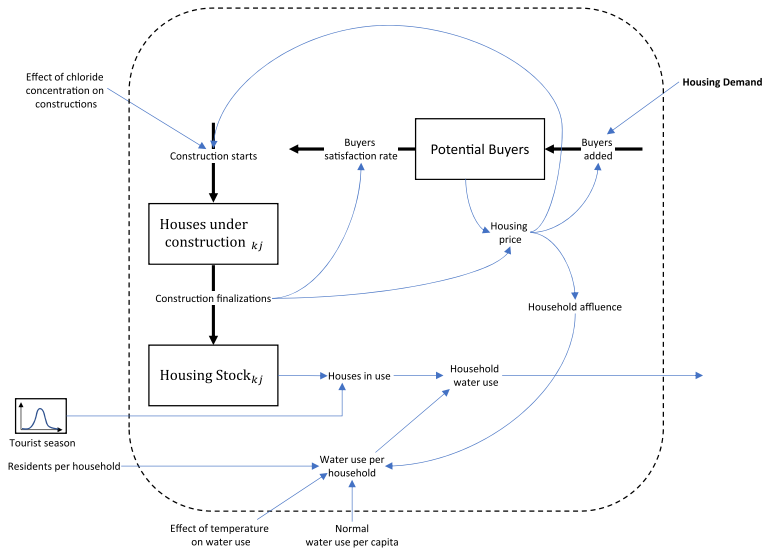 Effect of chloride
concentration on
constructions
Housing Demand
Construction starts
Buyers
satisfaction rate
Potential Buyers
Buyers
added
Houses under
construction kj
Housing
price
Construction finalizations
Household affluence
Housing Stockkj
Houses in use
Household
water use
Tourist season
Residents per household
Water use per
household
Effect of temperature
on water use
Normal
water use per capita